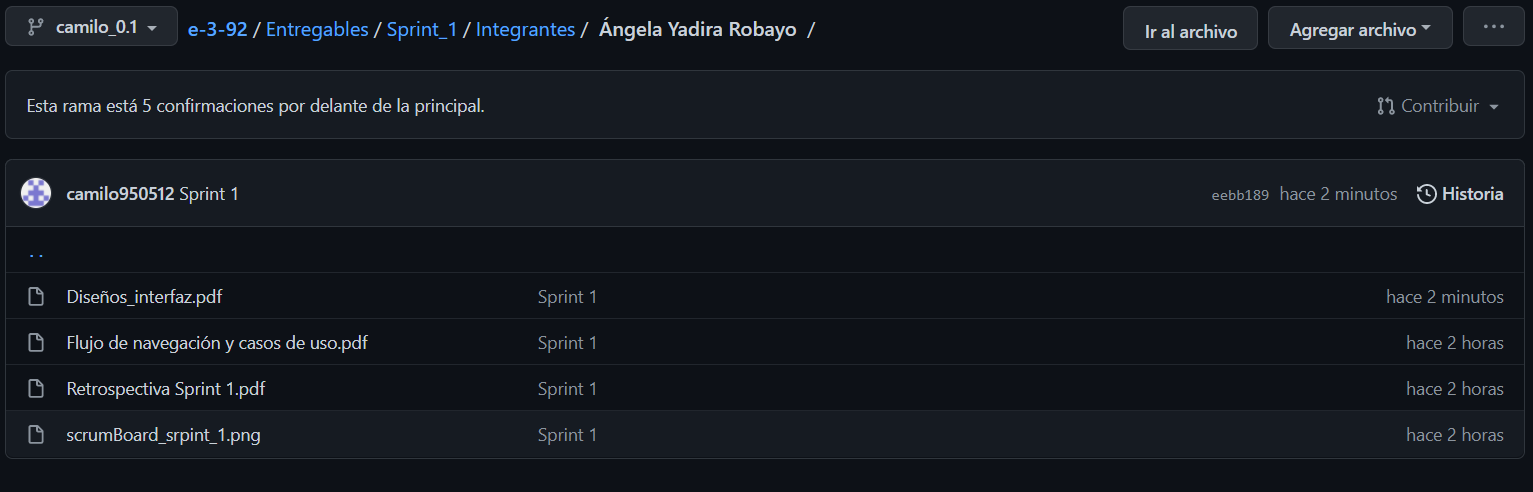 camilo_0.1 e-3-92 / Entregables / Sprint_1 / Integrantes / Ángela Yadira Robayo / Ir al archivo Agregar archivo ...
Esta rama está 5 confirmaciones por delante de la principal. Contribuir
camilo950512 Sprint 1 eebb189 hace 2 minutos Historia
..
Diseños_interfaz.pdf Sprint 1 hace 2 minutos
Flujo de navegación y casos de uso.pdf Sprint 1 hace 2 horas
Retrospectiva Sprint 1.pdf Sprint 1 hace 2 horas
scrumBoard_srpint_1.png Sprint 1 hace 2 horas